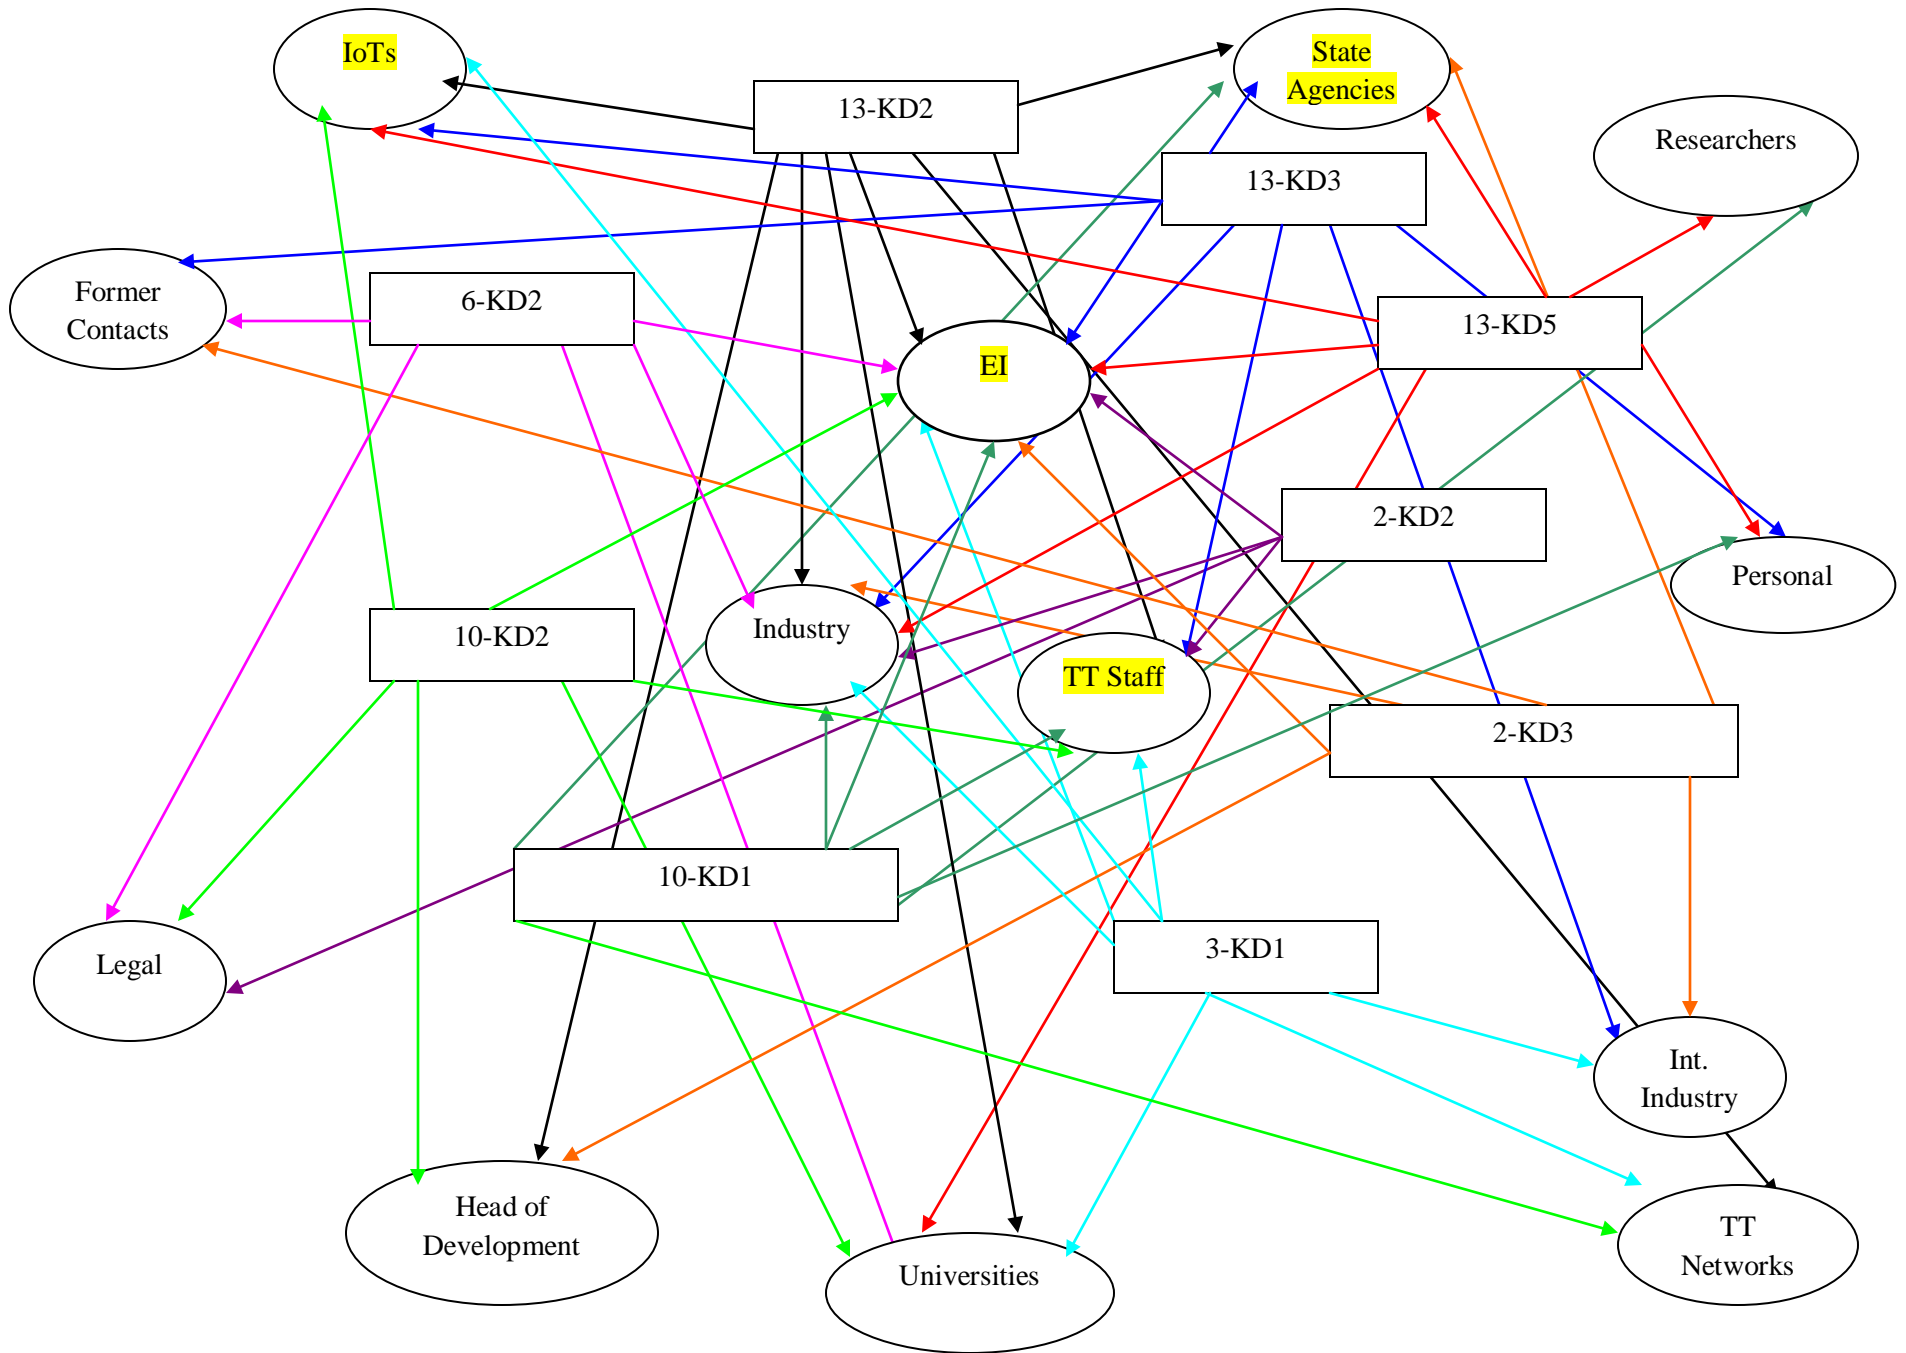 IoTs
State
Agencies
13-KD2
Researchers
13-KD3
Former
Contacts
6-KD2
13-KD5
EI
2-KD2
Personal
10-KD2
Industry
TT Staff
2-KD3
10-KD1
Legal
3-KD1
Int.
Industry
Head of
Development
Universities
TT
Networks